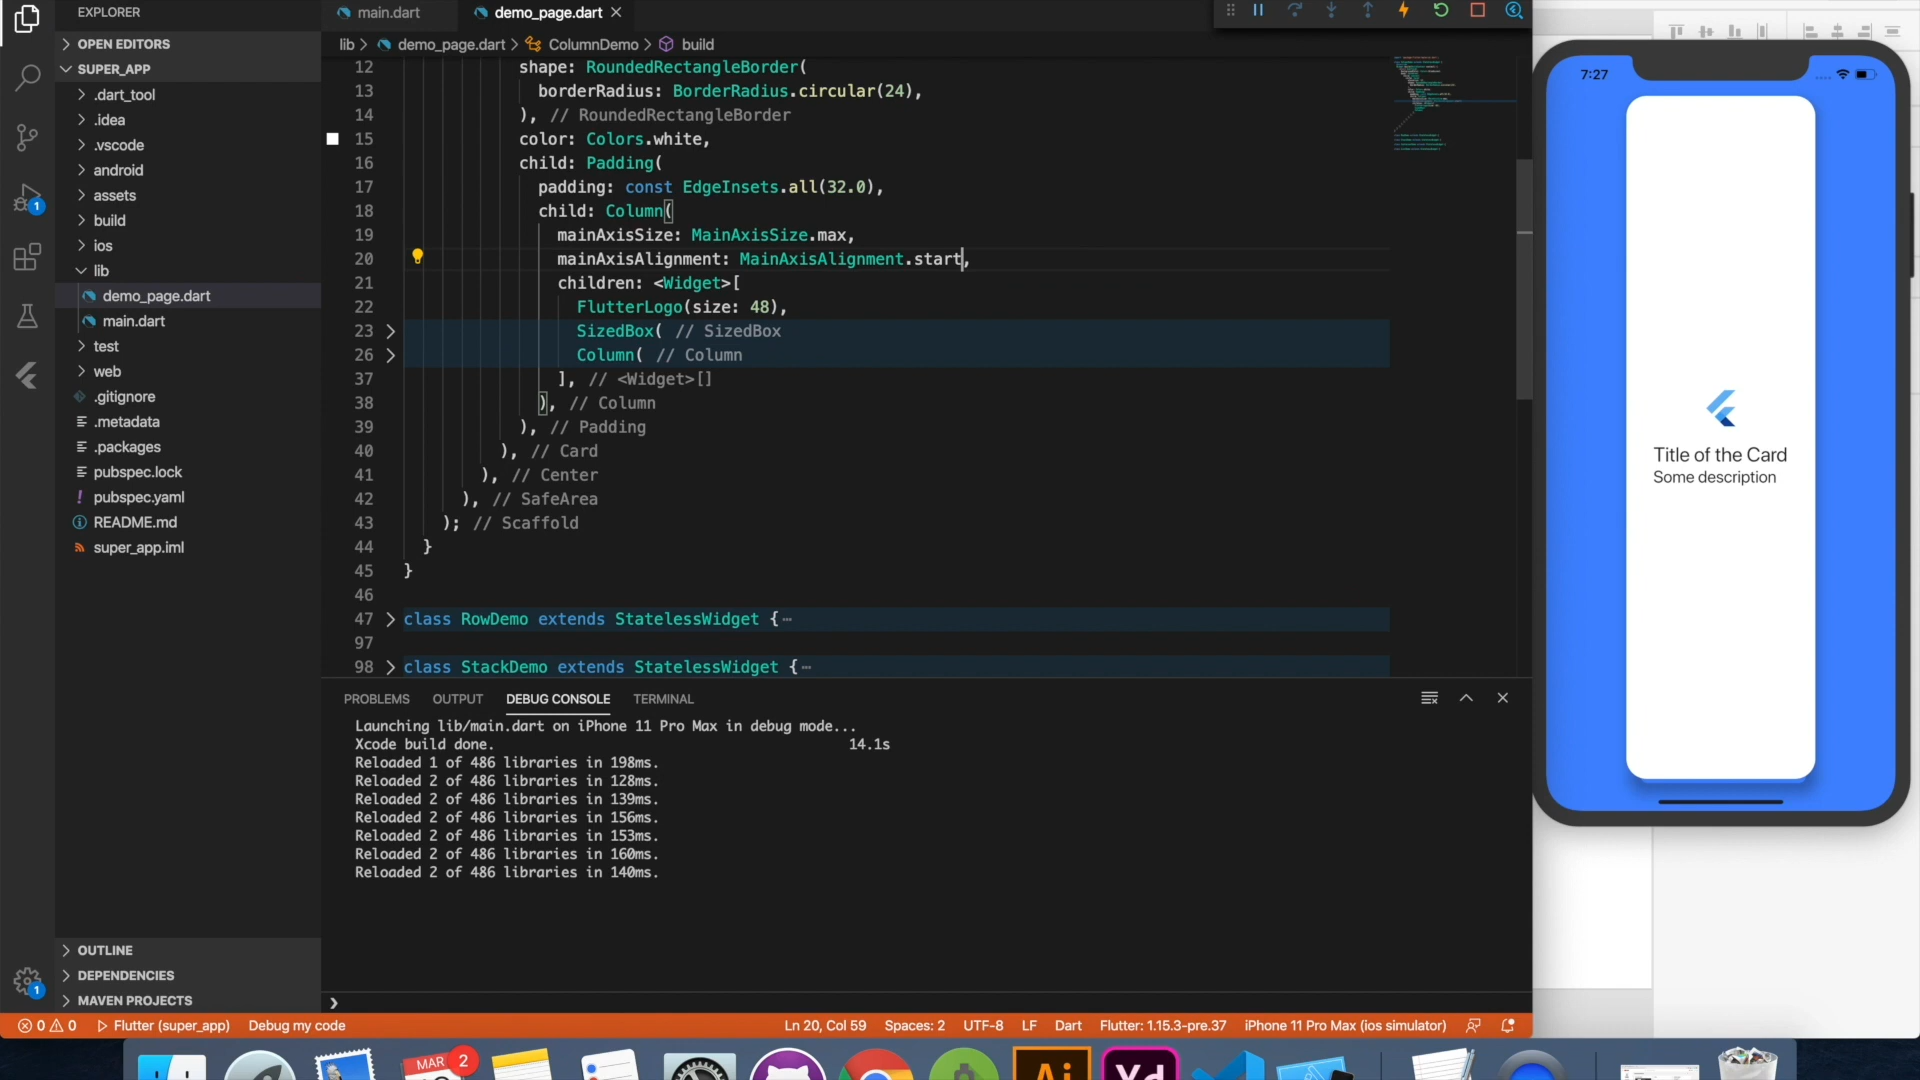 EXPLORER
OPEN EDITORS
SUPER_APP
.dart_tool
.idea
.vscode
android
assets
build
ios
lib
demo_page.dart
main.dart
test
web
.gitignore
.metadata
.packages
pubspec.lock
pubspec.yaml
README.md
super_app.iml
OUTLINE
DEPENDENCIES
MAVEN PROJECTS
1
1
main.dart
demo_page.dart
lib > demo_page.dart > ColumnDemo > build
12 shape: RoundedRectangleBorder(
13 borderRadius: BorderRadius.circular(24),
14 ), // RoundedRectangleBorder
15 color: Colors.white,
16 child: Padding(
17 padding: const EdgeInsets.all(32.0),
18 child: Column(
19 mainAxisSize: MainAxisSize.max,
20 mainAxisAlignment: MainAxisAlignment.start,
21 children: <Widget>[
22 FlutterLogo(size: 48),
23 SizedBox( // SizedBox
26 Column( // Column
37 ], // <Widget>[]
38 ), // Column
39 ), // Padding
40 ), // Card
41 ), // Center
42 ), // SafeArea
43 ); // Scaffold
44 }
45 }
46
47 class RowDemo extends StatelessWidget {…
97
98 class StackDemo extends StatelessWidget {…
PROBLEMS OUTPUT DEBUG CONSOLE TERMINAL
Launching lib/main.dart on iPhone 11 Pro Max in debug mode...
Xcode build done. 14.1s
Reloaded 1 of 486 libraries in 198ms.
Reloaded 2 of 486 libraries in 128ms.
Reloaded 2 of 486 libraries in 139ms.
Reloaded 2 of 486 libraries in 156ms.
Reloaded 2 of 486 libraries in 153ms.
Reloaded 2 of 486 libraries in 160ms.
Reloaded 2 of 486 libraries in 140ms.
0 0 Flutter (super_app) Debug my code Ln 20, Col 59 Spaces: 2 UTF-8 LF Dart Flutter: 1.15.3-pre.37 iPhone 11 Pro Max (ios simulator)
7:27
Title of the Card
Some description
MAR 2
Ai
Xd